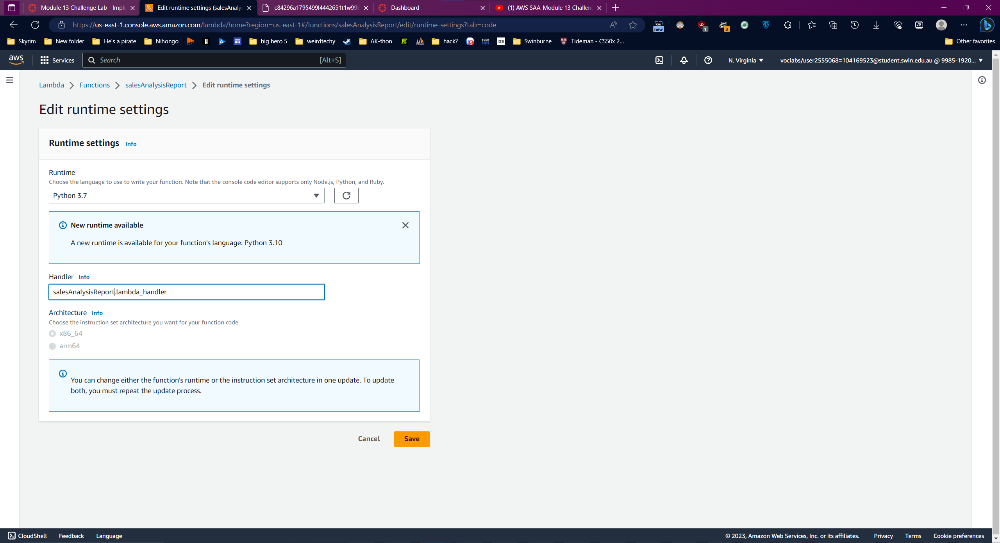 Module 13 Challenge Lab - Imple
Edit runtime settings (salesAnaly
c84296a1795499l4442651t1w998
Dashboard
(1) AWS SAA-Module 13 Challen
https://us-east-1.console.aws.amazon.com/lambda/home?region=us-east-1#/functions/salesAnalysisReport/edit/runtime-settings?tab=code
new
1
3
Skyrim
New folder
He's a pirate
Nihongo
big hero 5
weirdtechy
AK-thon
hack?
DS
Swinburne
Tideman - CS50x 2...
Other favorites
aws
Services
Search
[Alt+S]
N. Virginia
voclabs/user2555068=104169523@student.swin.edu.au @ 9985-1920...
Lambda
Functions
salesAnalysisReport
Edit runtime settings
Edit runtime settings
Runtime settings Info
Runtime
Choose the language to use to write your function. Note that the console code editor supports only Node.js, Python, and Ruby.
Python 3.7
New runtime available
A new runtime is available for your function's language: Python 3.10
Handler Info
salesAnalysisReport.lambda_handler
Architecture Info
Choose the instruction set architecture you want for your function code.
x86_64
arm64
You can change either the function's runtime or the instruction set architecture in one update. To update
both, you must repeat the update process.
Cancel
Save
CloudShell
Feedback
Language
© 2023, Amazon Web Services, Inc. or its affiliates.
Privacy
Terms
Cookie preferences